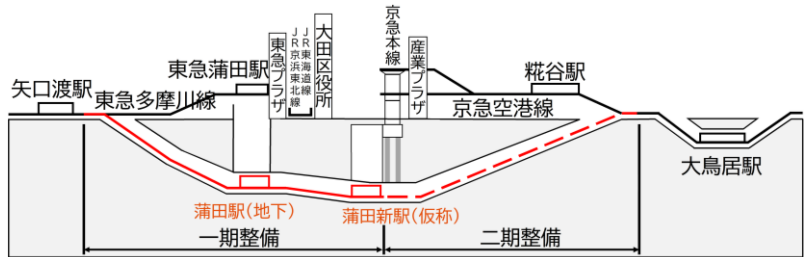 矢口渡駅
東急多摩川線
東急蒲田駅
東急プラザ
JR京浜東北線
JR東海道線
大田区役所
京急本線
産業プラザ
京急空港線
糀谷駅
大鳥居駅
蒲田駅(地下)
蒲田新駅(仮称)
一期整備
二期整備